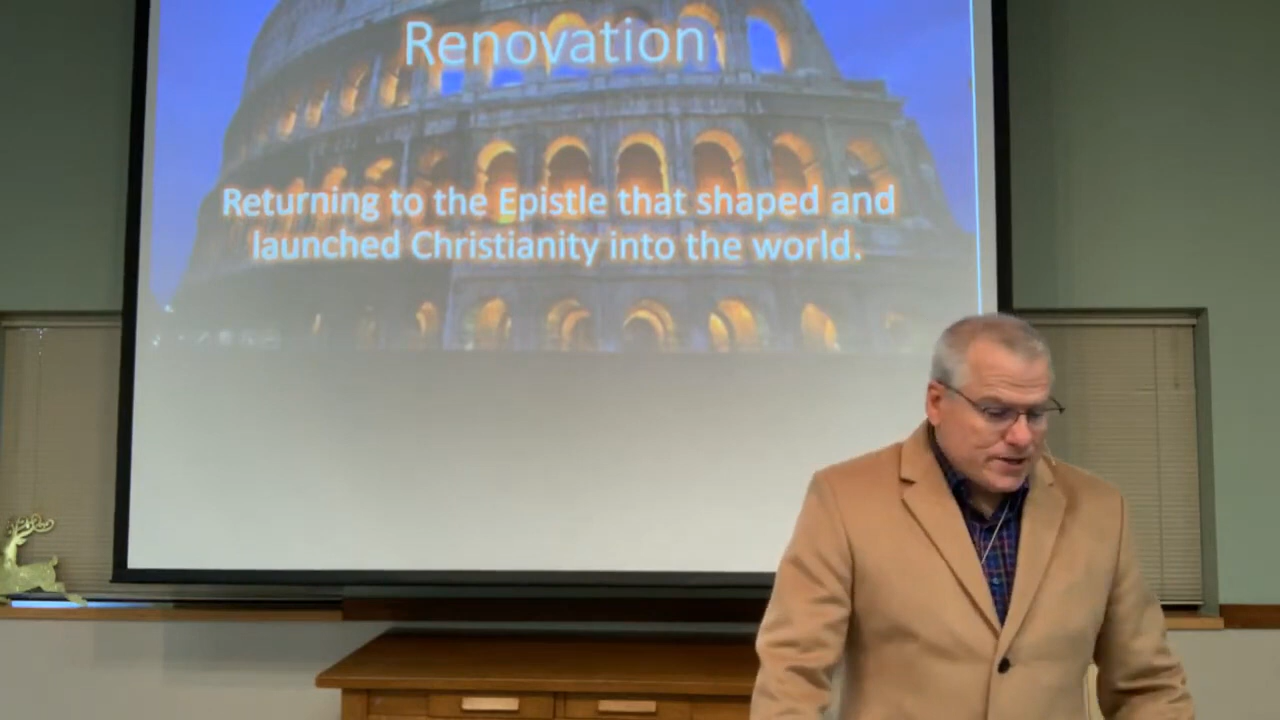 Renovation
Returning to the Epistle that shaped and
launched Christianity into the world.